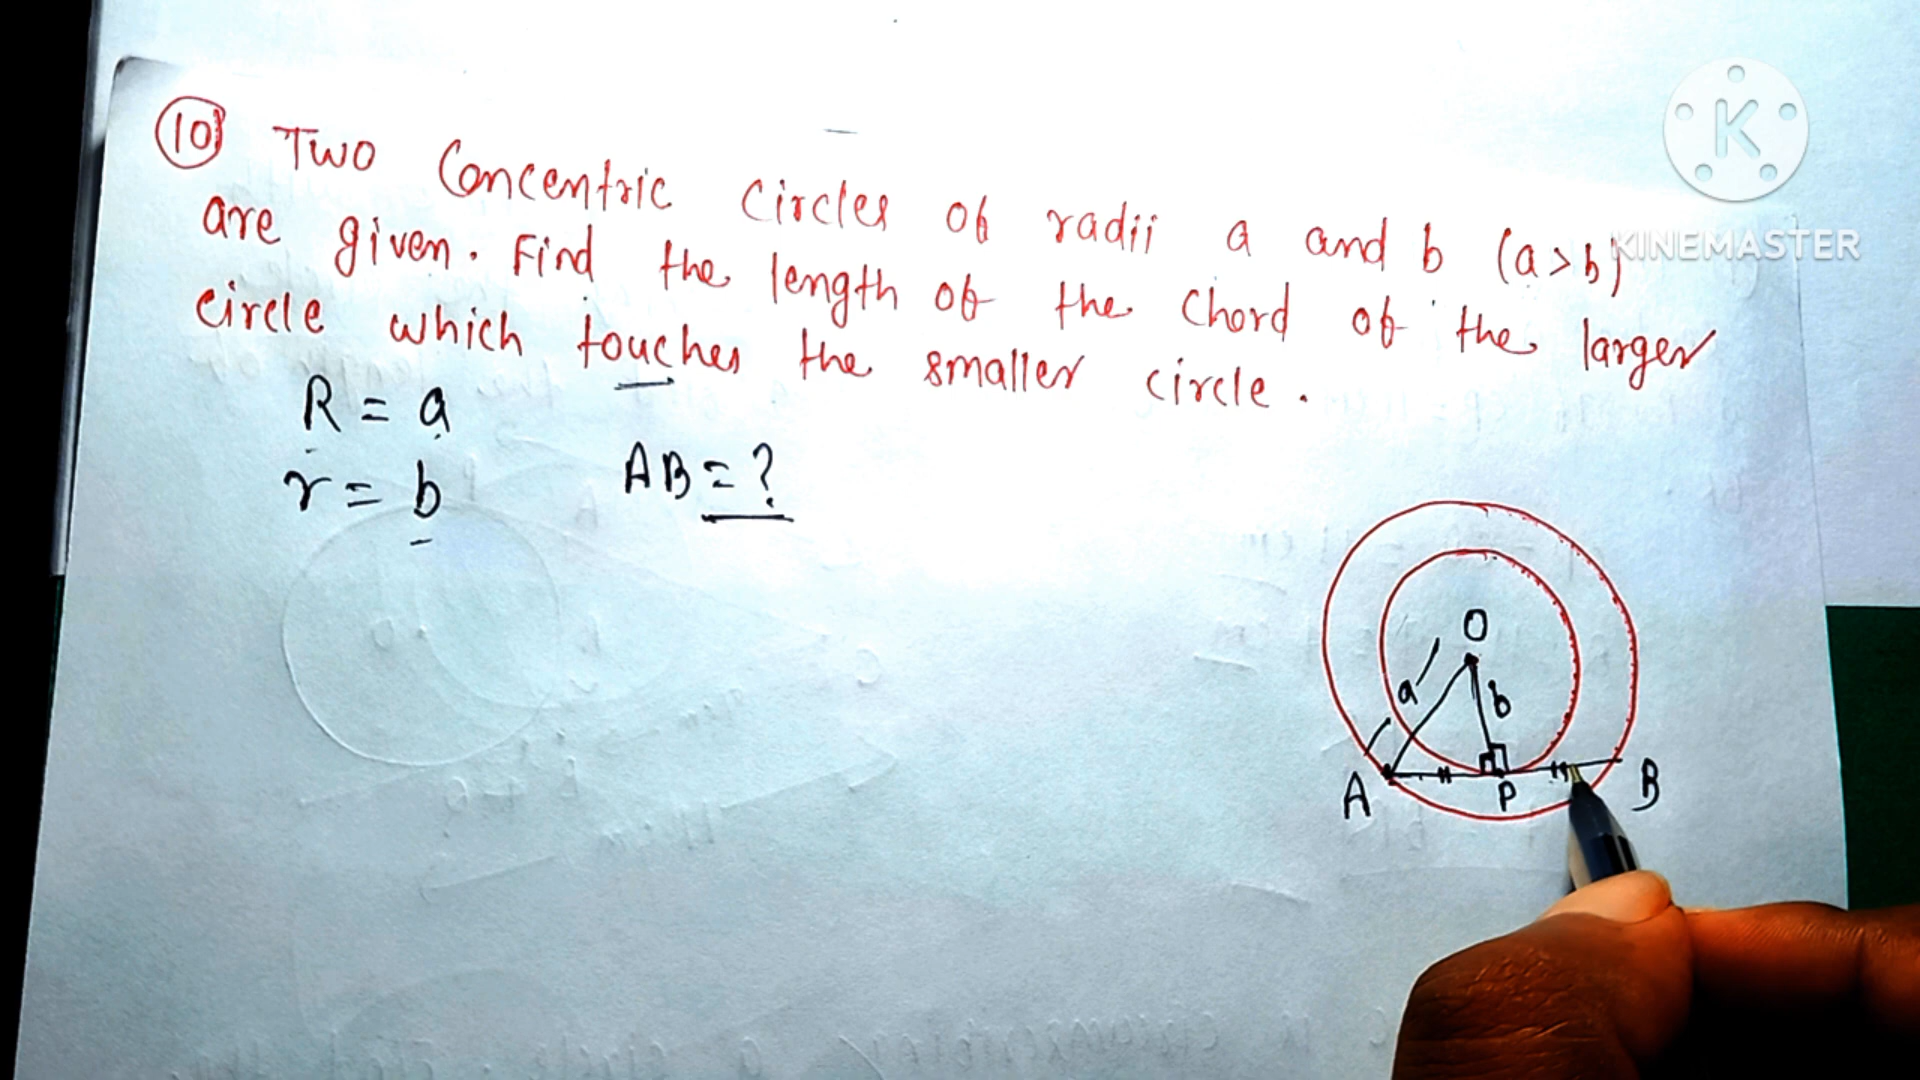 10) Two Concentric Circles of radii a and b (a > b)
are given. Find the length of the Chord of the larger
circle which touches the smaller circle.
R = a
r = b
AB = ?
O
a
b
A
P
B
K
KINEMASTER